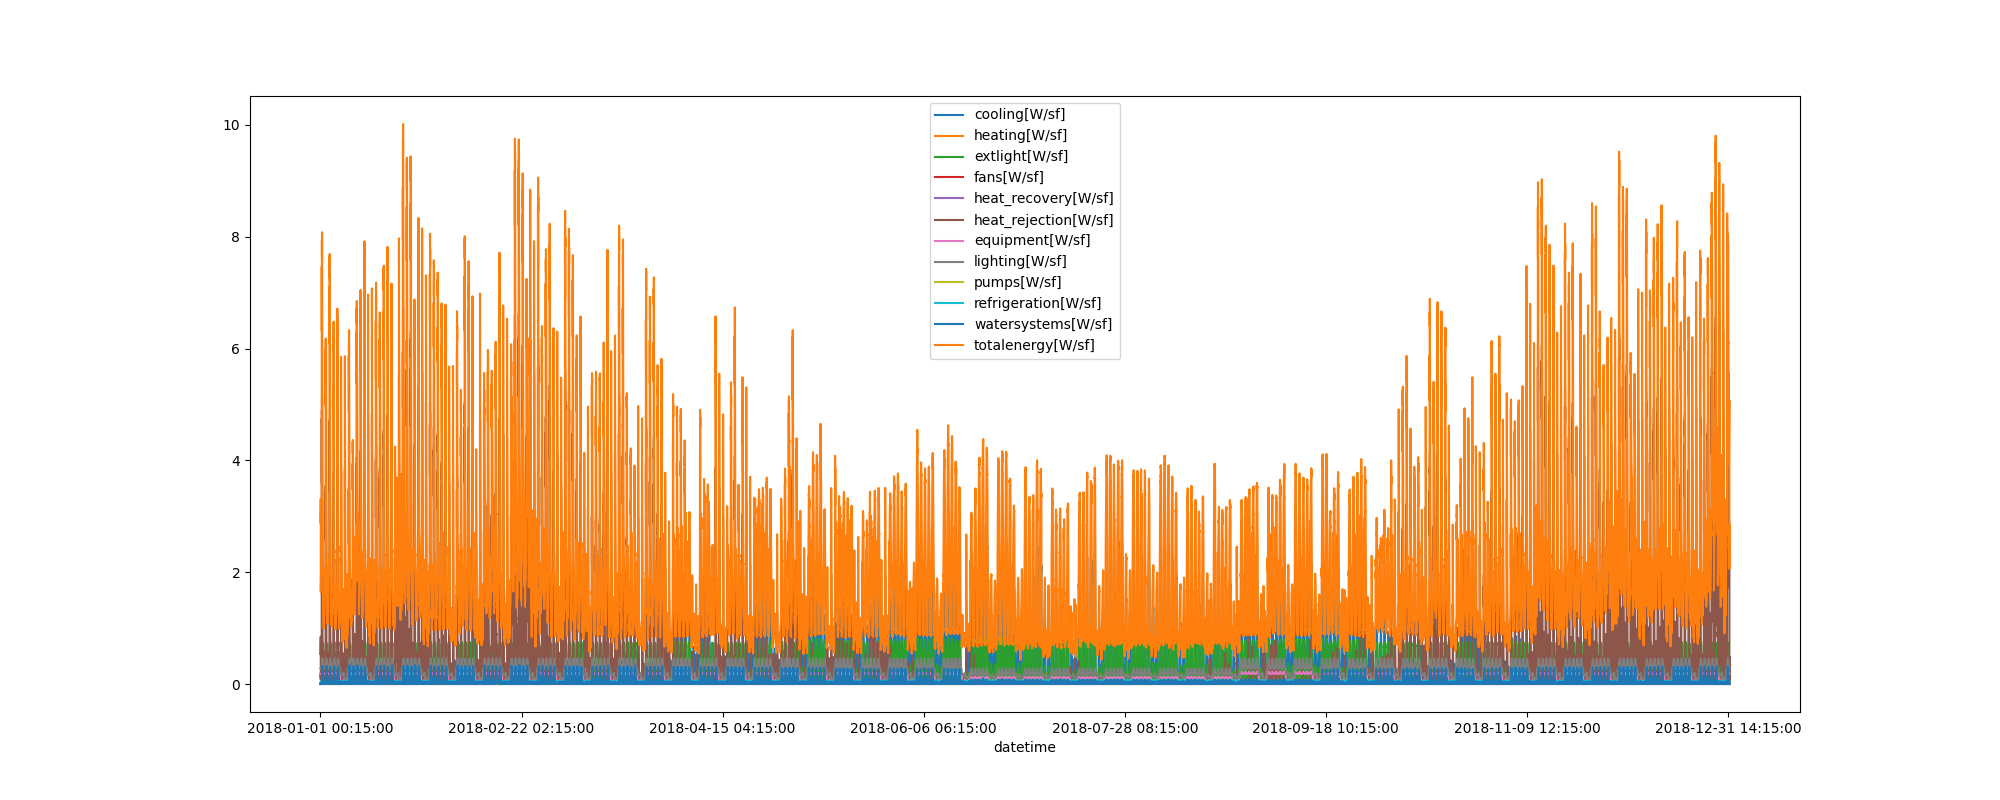 cooling[W/sf]
heating[W/sf]
extlight[W/sf]
fans[W/sf]
heat_recovery[W/sf]
heat_rejection[W/sf]
equipment[W/sf]
lighting[W/sf]
pumps[W/sf]
refrigeration[W/sf]
watersystems[W/sf]
totalenergy[W/sf]
10
8
6
4
2
0
2018-01-01 00:15:00 2018-02-22 02:15:00 2018-04-15 04:15:00 2018-06-06 06:15:00 2018-07-28 08:15:00 2018-09-18 10:15:00 2018-11-09 12:15:00 2018-12-31 14:15:00
datetime